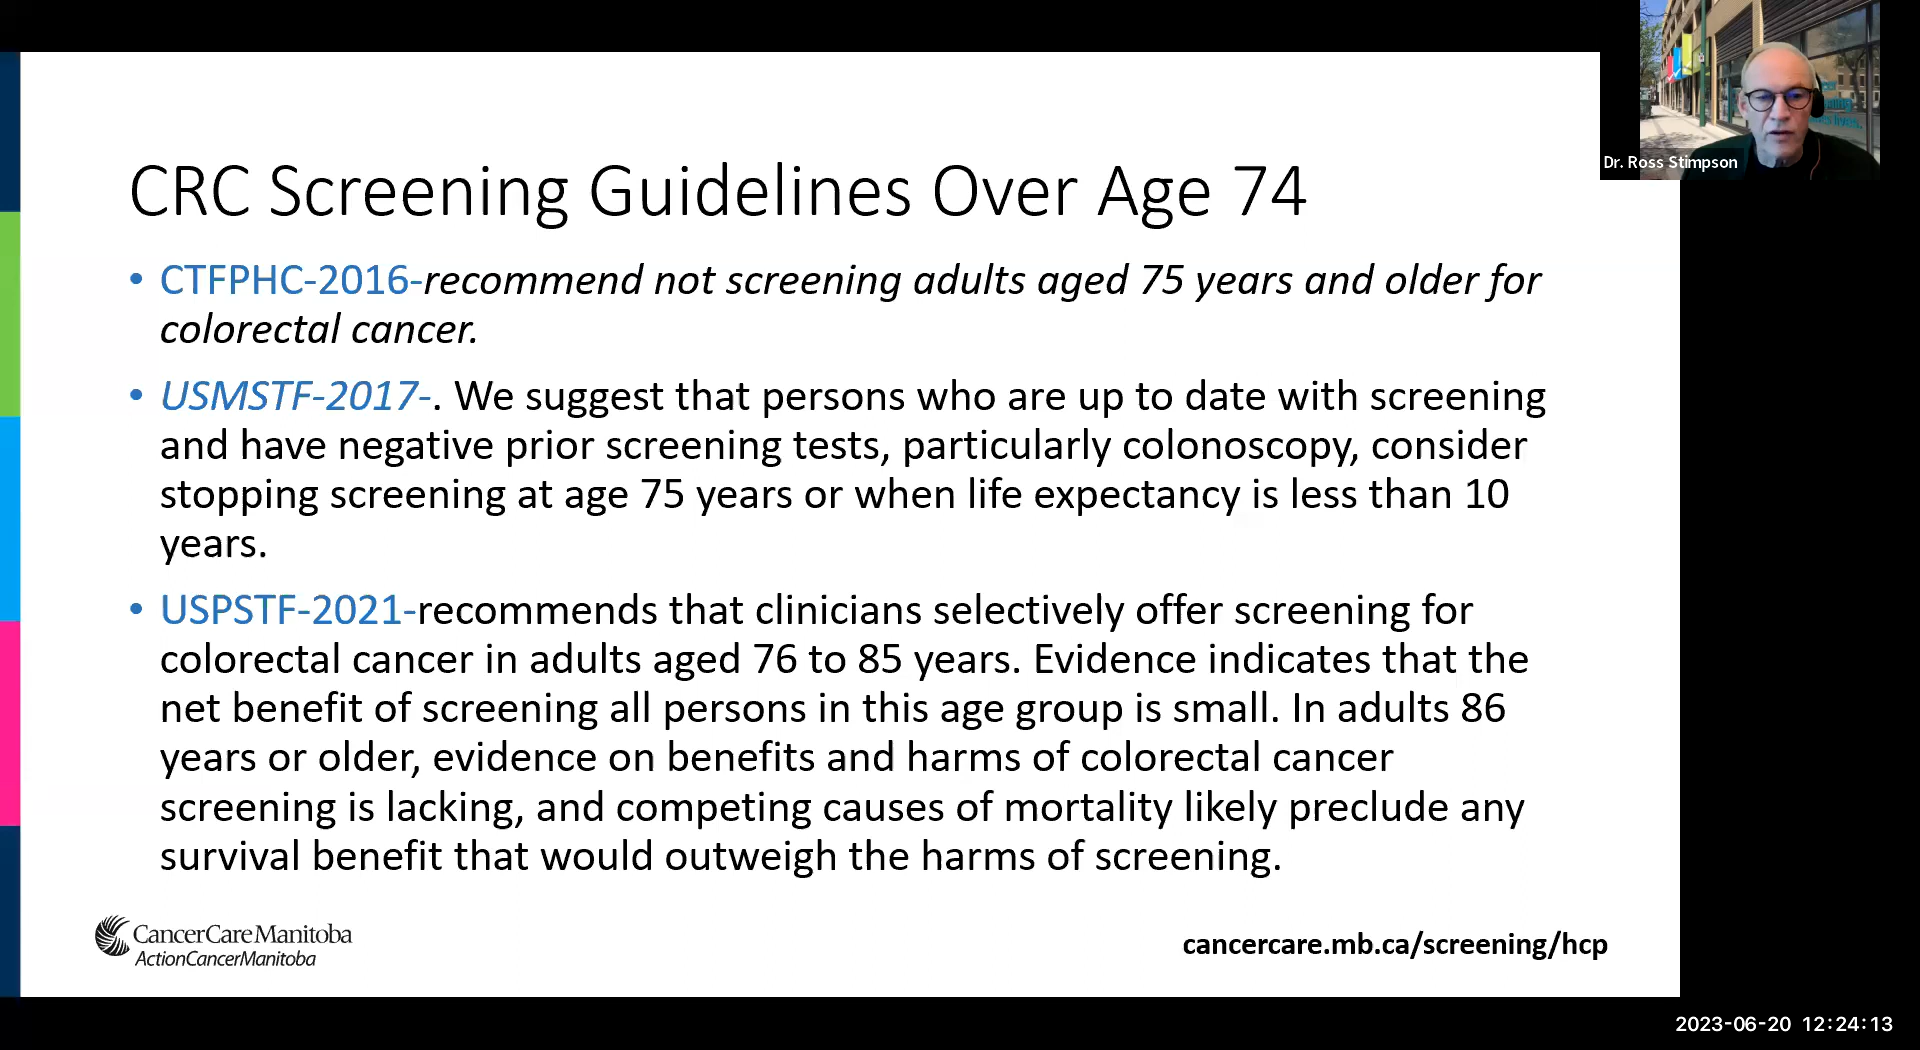 Dr. Ross Stimpson
CRC Screening Guidelines Over Age 74
• CTFPHC-2016-recommend not screening adults aged 75 years and older for
colorectal cancer.
• USMSTF-2017-. We suggest that persons who are up to date with screening
and have negative prior screening tests, particularly colonoscopy, consider
stopping screening at age 75 years or when life expectancy is less than 10
years.
• USPSTF-2021-recommends that clinicians selectively offer screening for
colorectal cancer in adults aged 76 to 85 years. Evidence indicates that the
net benefit of screening all persons in this age group is small. In adults 86
years or older, evidence on benefits and harms of colorectal cancer
screening is lacking, and competing causes of mortality likely preclude any
survival benefit that would outweigh the harms of screening.
CancerCareManitoba
ActionCancerManitoba
cancercare.mb.ca/screening/hcp
2023-06-20 12:24:13